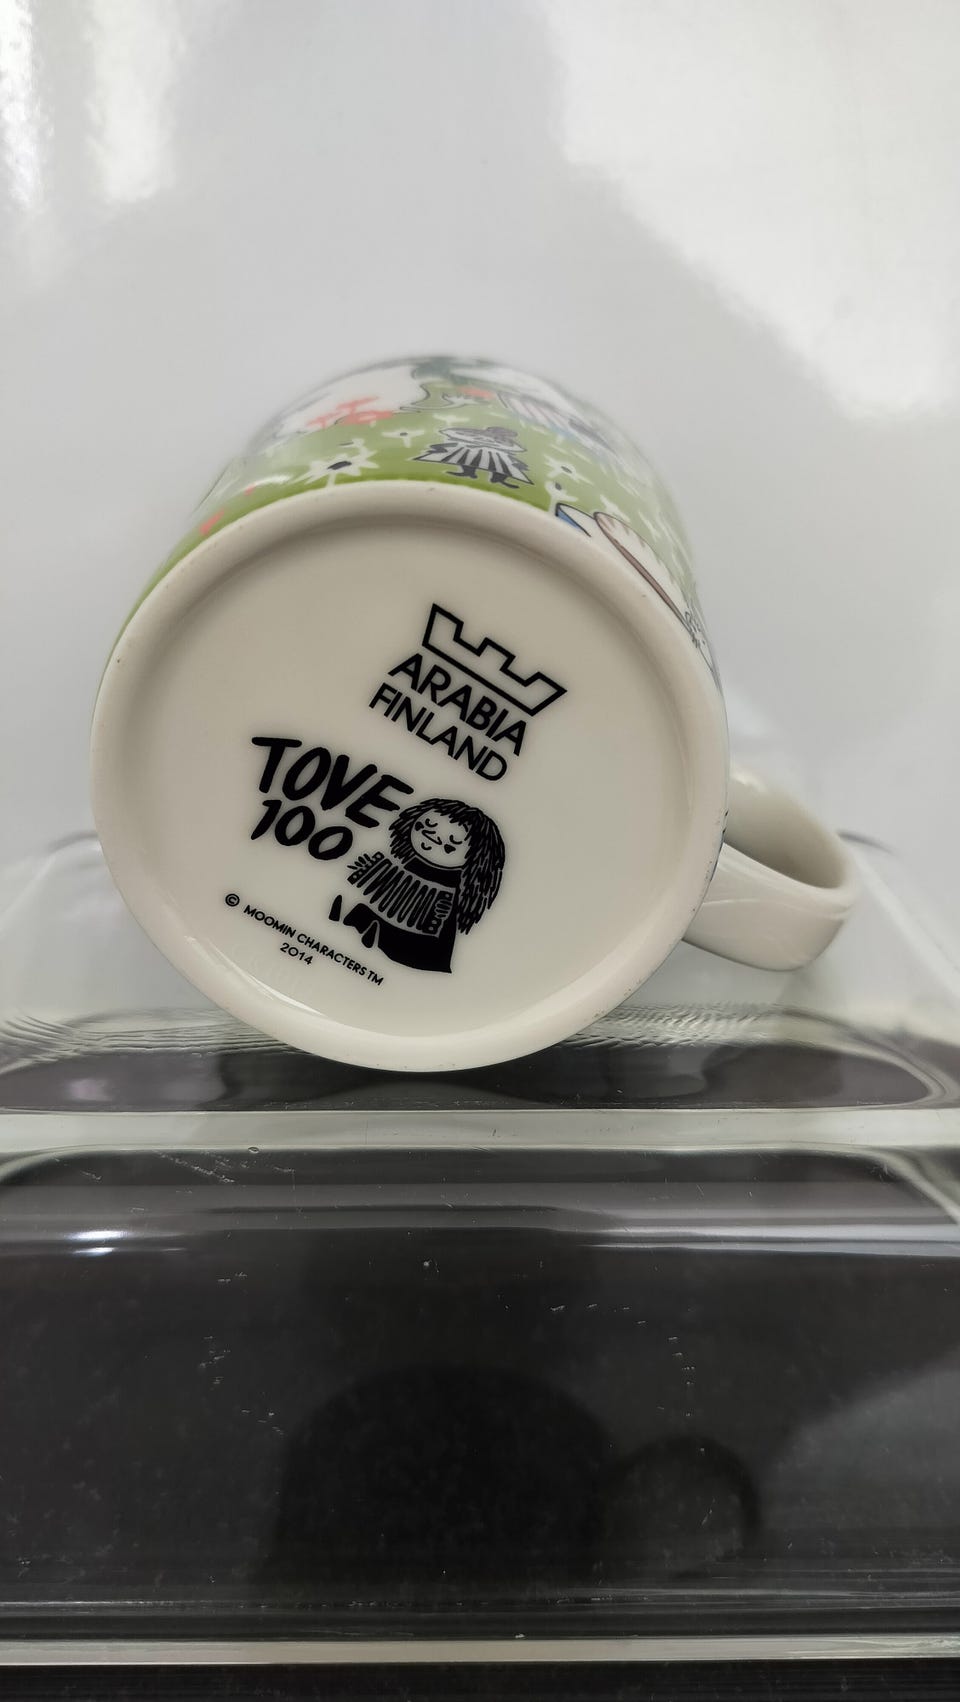 ARABIA
FINLAND
TOVE
100
© MOOMIN CHARACTERS™
2014